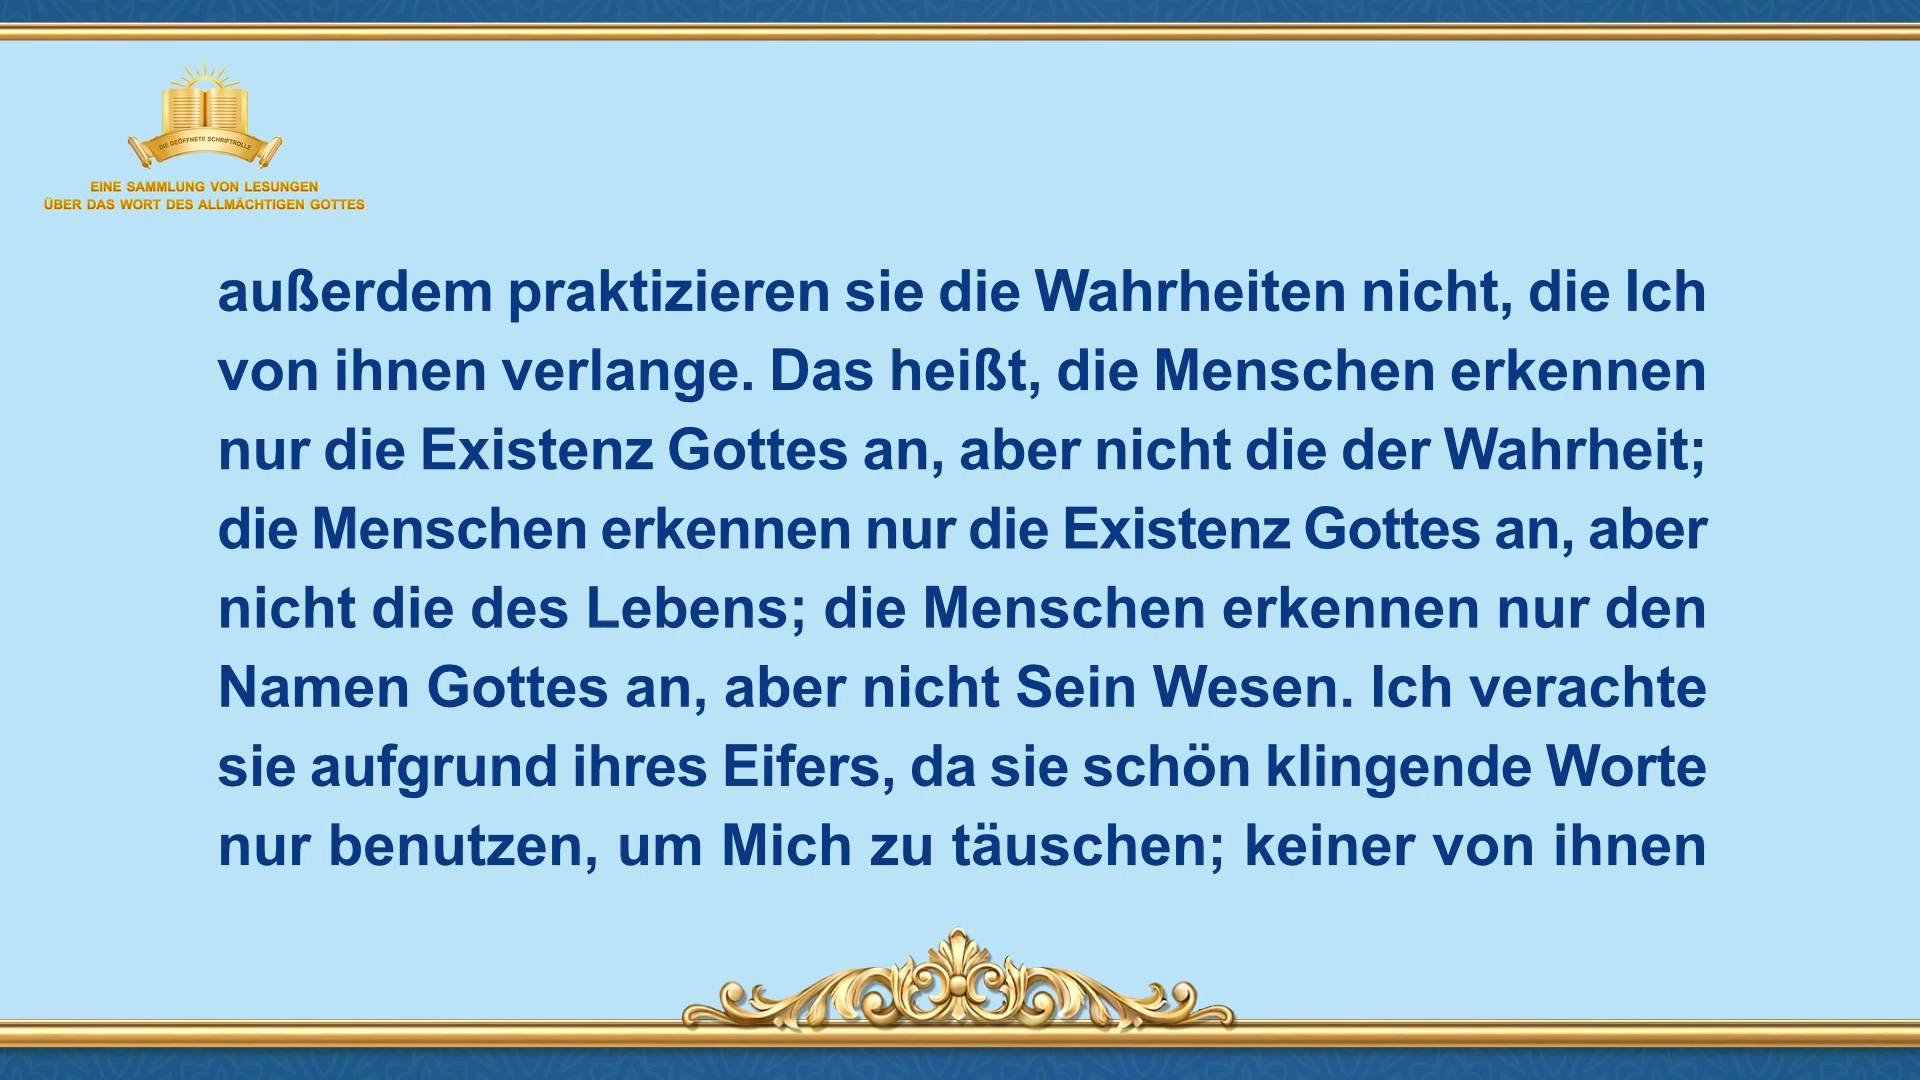 DIE GEÖFFNETE SCHRIFTROLLE
EINE SAMMLUNG VON LESUNGEN
ÜBER DAS WORT DES ALLMÄCHTIGEN GOTTES
außerdem praktizieren sie die Wahrheiten nicht, die Ich
von ihnen verlange. Das heißt, die Menschen erkennen
nur die Existenz Gottes an, aber nicht die der Wahrheit;
die Menschen erkennen nur die Existenz Gottes an, aber
nicht die des Lebens; die Menschen erkennen nur den
Namen Gottes an, aber nicht Sein Wesen. Ich verachte
sie aufgrund ihres Eifers, da sie schön klingende Worte
nur benutzen, um Mich zu täuschen; keiner von ihnen